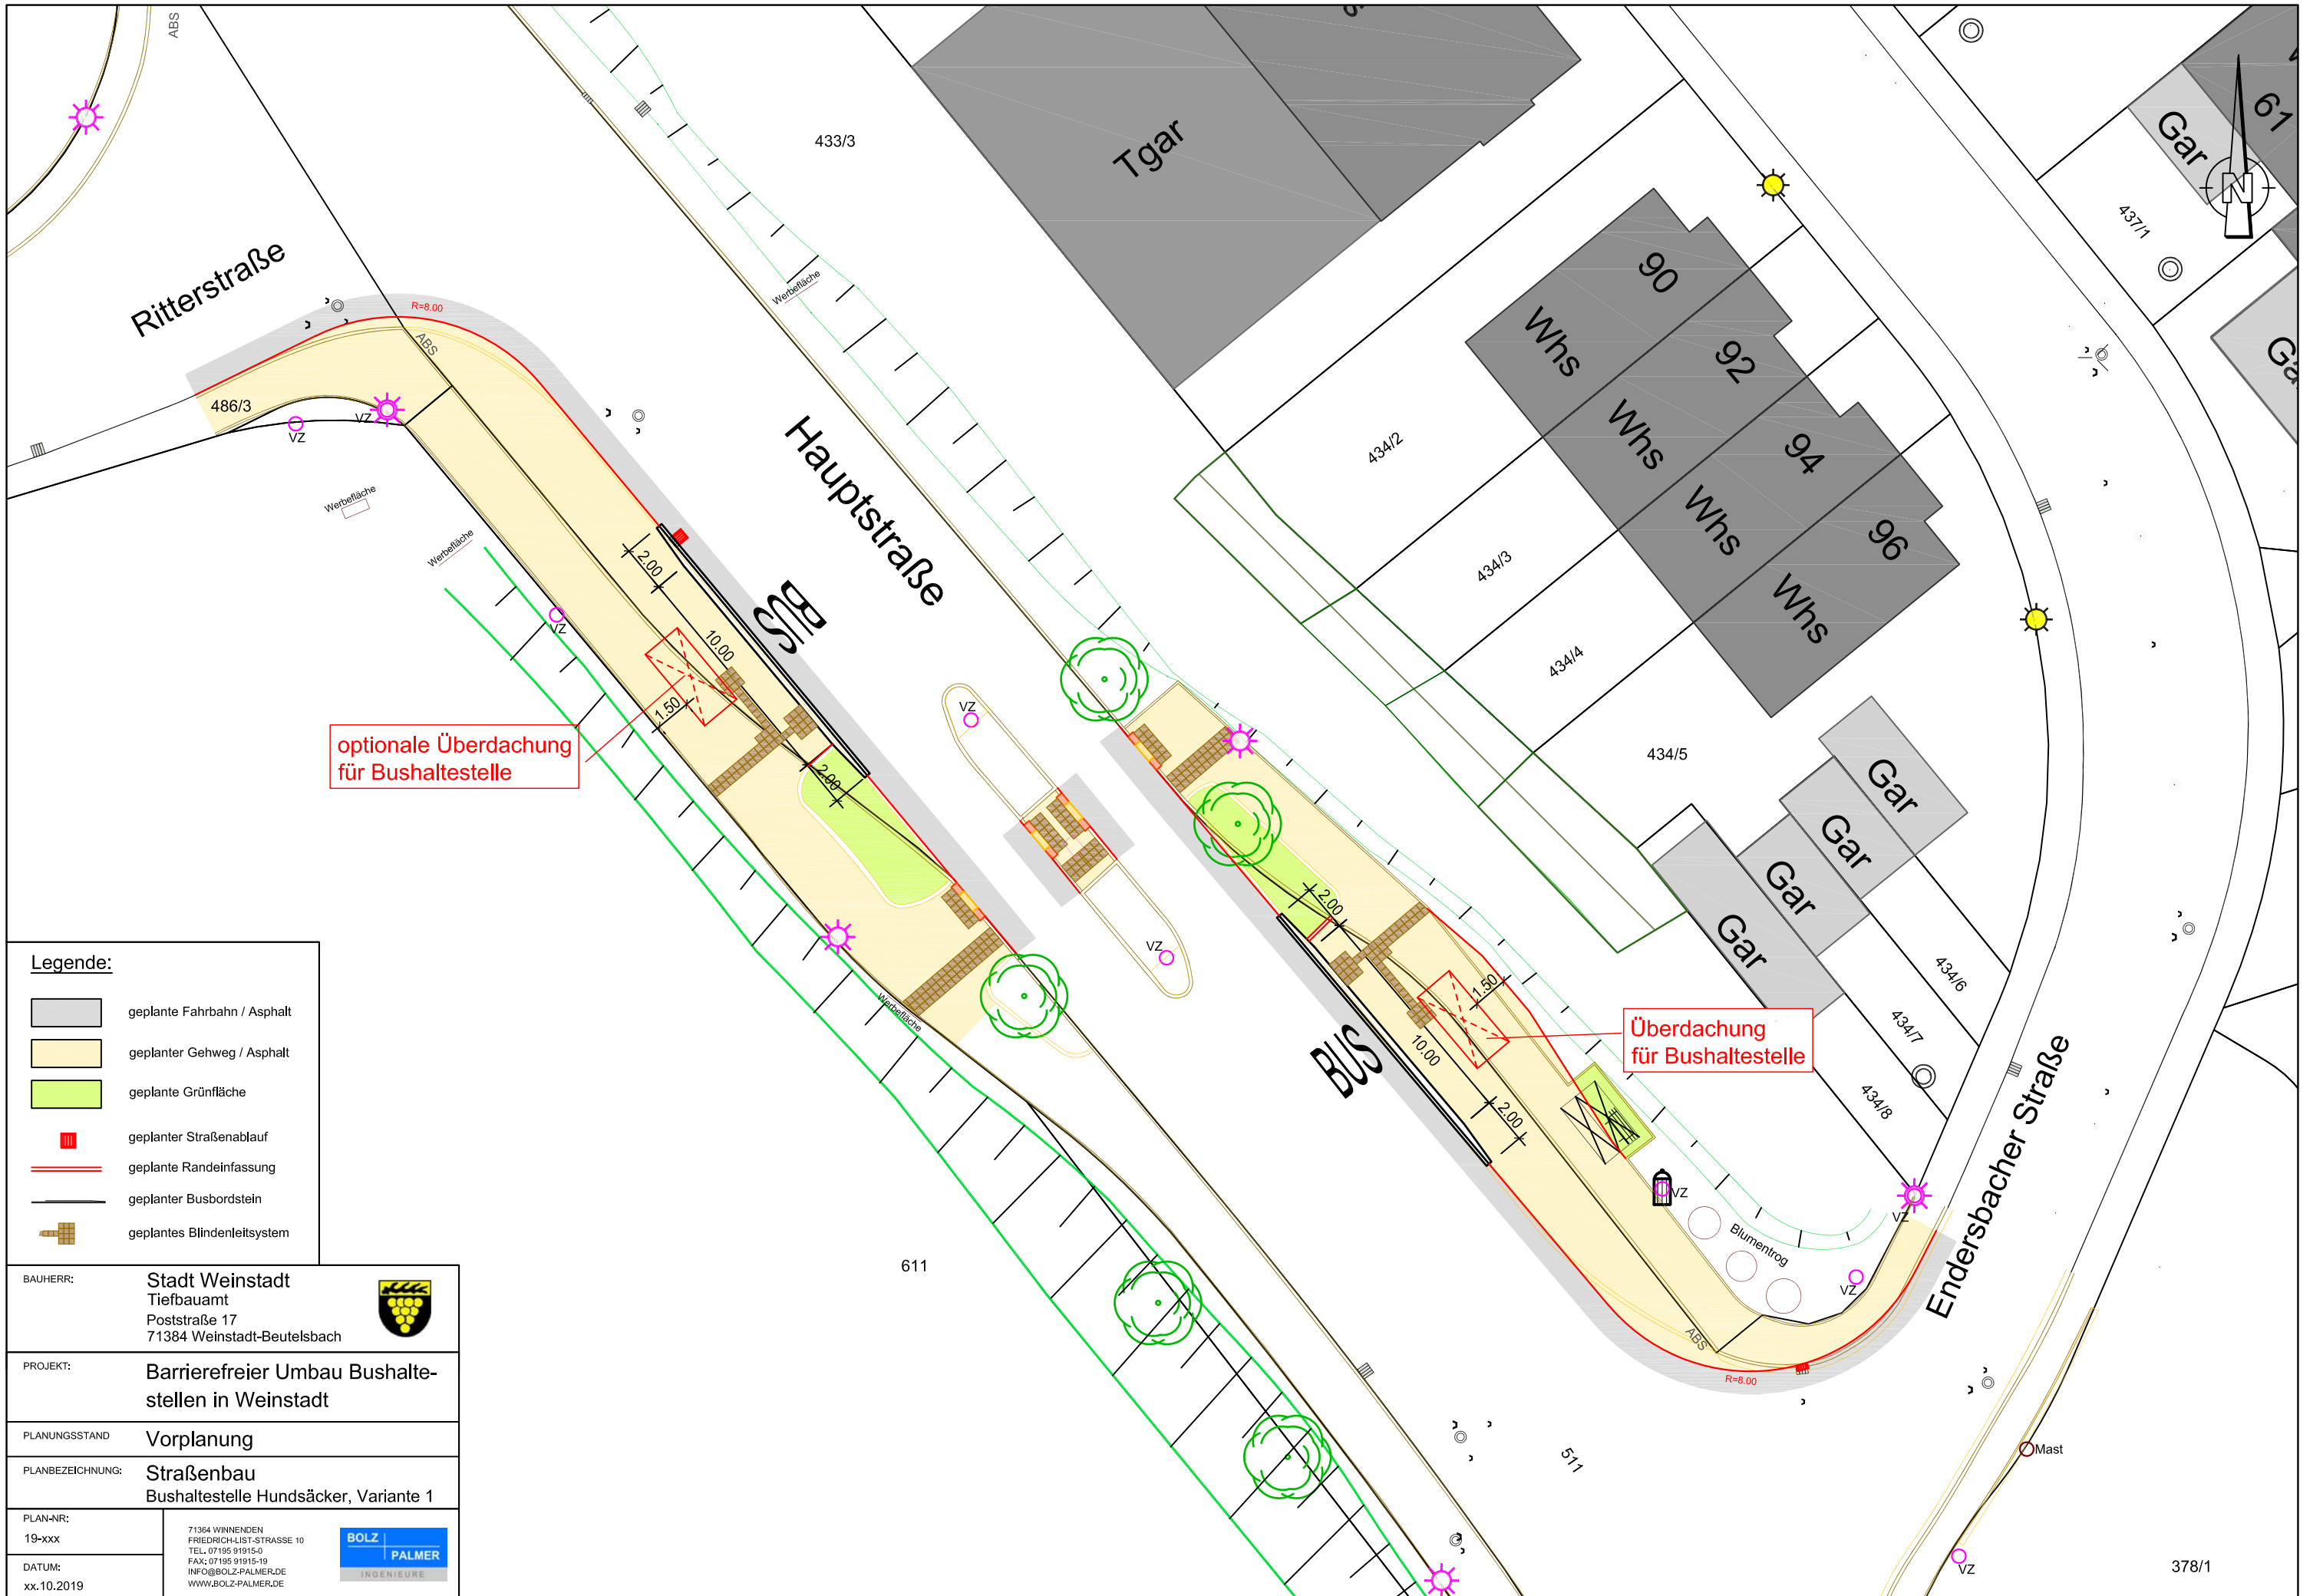 ABS
433/3
Tgar
Gar
61
N
437/1
Ritterstraße
R=8.00
ABS
Werbefläche
Hauptstraße
90
92
94
96
Whs
Whs
Whs
Whs
486/3
VZ
VZ
Werbefläche
Werbefläche
VZ
434/2
434/3
434/4
434/5
2.00
10.00
1.50
2.00
BUS
VZ
VZ
optionale Überdachung
für Bushaltestelle
Gar
Gar
Gar
Gar
434/6
434/7
434/8
2.00
1.50
10.00
2.00
BUS
Überdachung
für Bushaltestelle
Werbefläche
VZ
Blumentrog
VZ
VZ
Endersbacher Straße
ABS
R=8.00
611
511
Mast
VZ
378/1
Legende:
geplante Fahrbahn / Asphalt
geplanter Gehweg / Asphalt
geplante Grünfläche
geplanter Straßenablauf
geplante Randeinfassung
geplanter Busbordstein
geplantes Blindenleitsystem
BAUHERR:
Stadt Weinstadt
Tiefbauamt
Poststraße 17
71384 Weinstadt-Beutelsbach
PROJEKT:
Barrierefreier Umbau Bushalte-
stellen in Weinstadt
PLANUNGSSTAND
Vorplanung
PLANBEZEICHNUNG:
Straßenbau
Bushaltestelle Hundsäcker, Variante 1
PLAN-NR:
19-xxx
DATUM:
xx.10.2019
71364 WINNENDEN
FRIEDRICH-LIST-STRASSE 10
TEL. 07195 91915-0
FAX: 07195 91915-19
INFO@BOLZ-PALMER.DE
WWW.BOLZ-PALMER.DE
BOLZ
PALMER
INGENIEURE